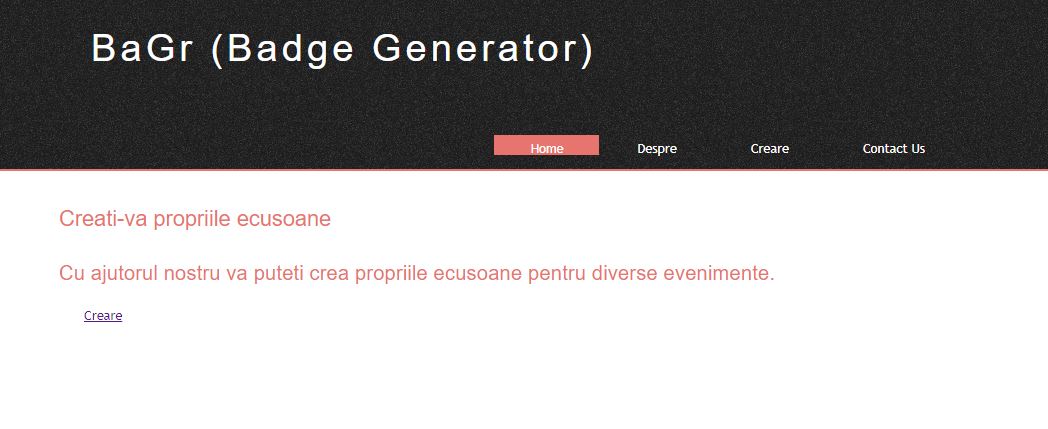 BaGr (Badge Generator)
Home Despre Creare Contact Us
Creati-va propriile ecusoane
Cu ajutorul nostru va puteti crea propriile ecusoane pentru diverse evenimente.
Creare